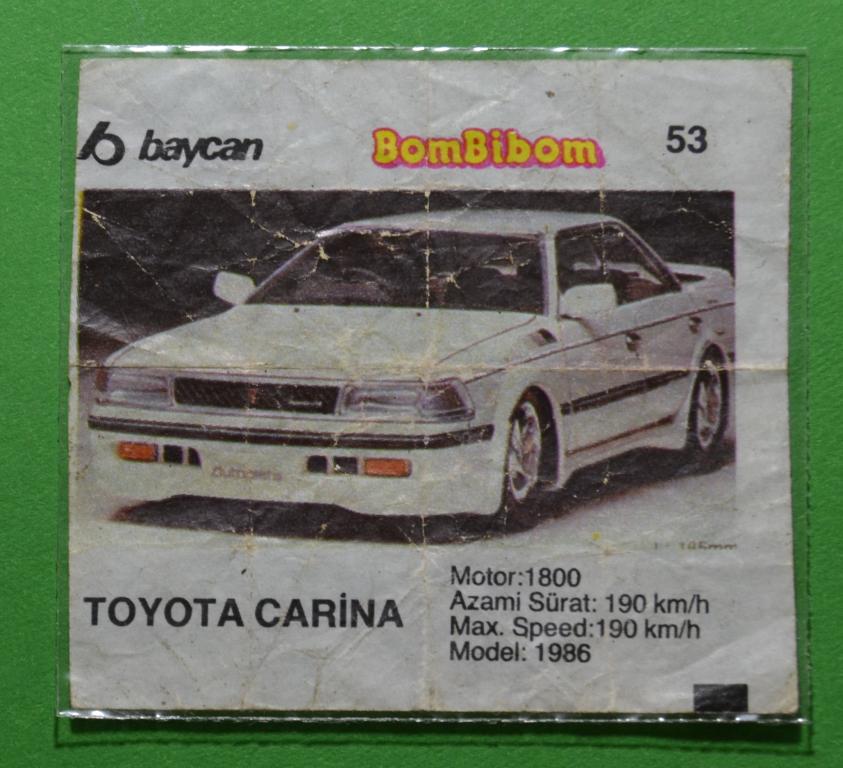 baycan
BomBibom
53
TOYOTA CARİNA
Motor:1800
Azami Sürat: 190 km/h
Max. Speed:190 km/h
Model: 1986